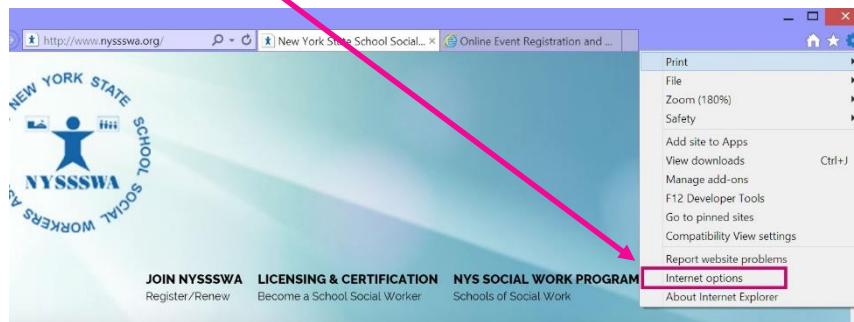 http://www.nyssswa.org/
New York State School Social...
Online Event Registration and ...
Print
File
Zoom (180%)
Safety
Add site to Apps
View downloads Ctrl+J
Manage add-ons
F12 Developer Tools
Go to pinned sites
Compatibility View settings
Report website problems
Internet options
About Internet Explorer
NEW YORK STATE SCHOOL SOCIAL WORKERS AS
NYSSSWA
JOIN NYSSSWA LICENSING & CERTIFICATION NYS SOCIAL WORK PROGRAM
Register/Renew Become a School Social Worker Schools of Social Work